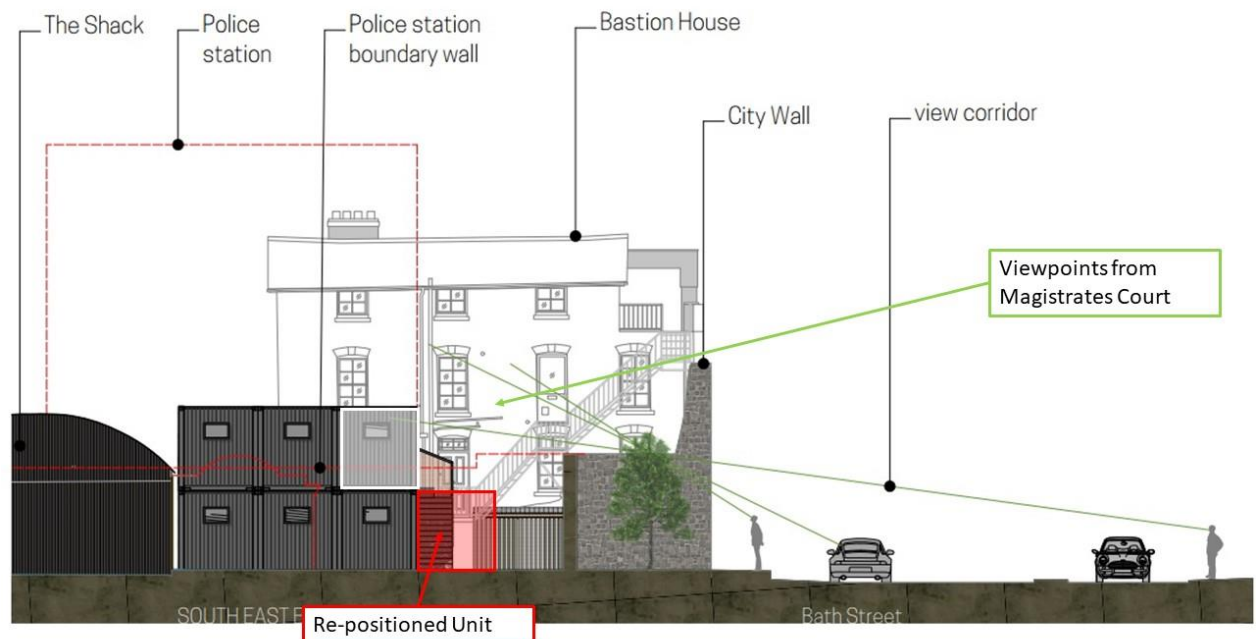 The Shack
Police
station
Police station
boundary wall
Bastion House
City Wall
view corridor
Viewpoints from
Magistrates Court
SOUTH EAST
Re-positioned Unit
Bath Street